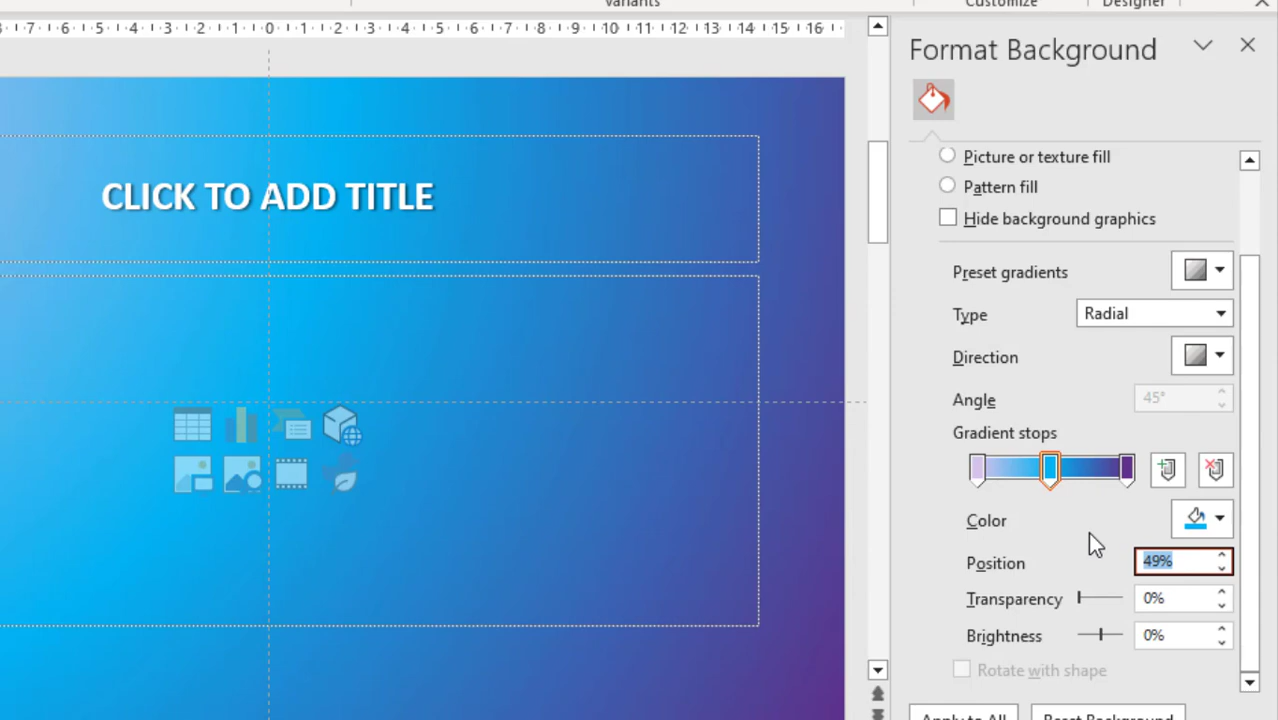 Variants
Customize
Designer
7 · 6 · 5 · 4 · 3 · 2 · 1 · 0 · 1 · 2 · 3 · 4 · 5 · 6 · 7 · 8 · 9 · 10 · 11 · 12 · 13 · 14 · 15 · 16
Format Background
Picture or texture fill
Pattern fill
Hide background graphics
CLICK TO ADD TITLE
Preset gradients
Type
Radial
Direction
Angle
45°
Gradient stops
Color
Position
49%
Transparency
0%
Brightness
0%
Rotate with shape
Apply to All
Reset Background